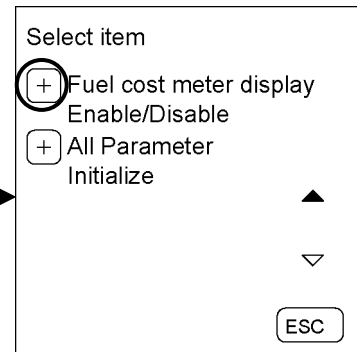 Select item
+ Fuel cost meter display
Enable/Disable
+ All Parameter
Initialize
ESC